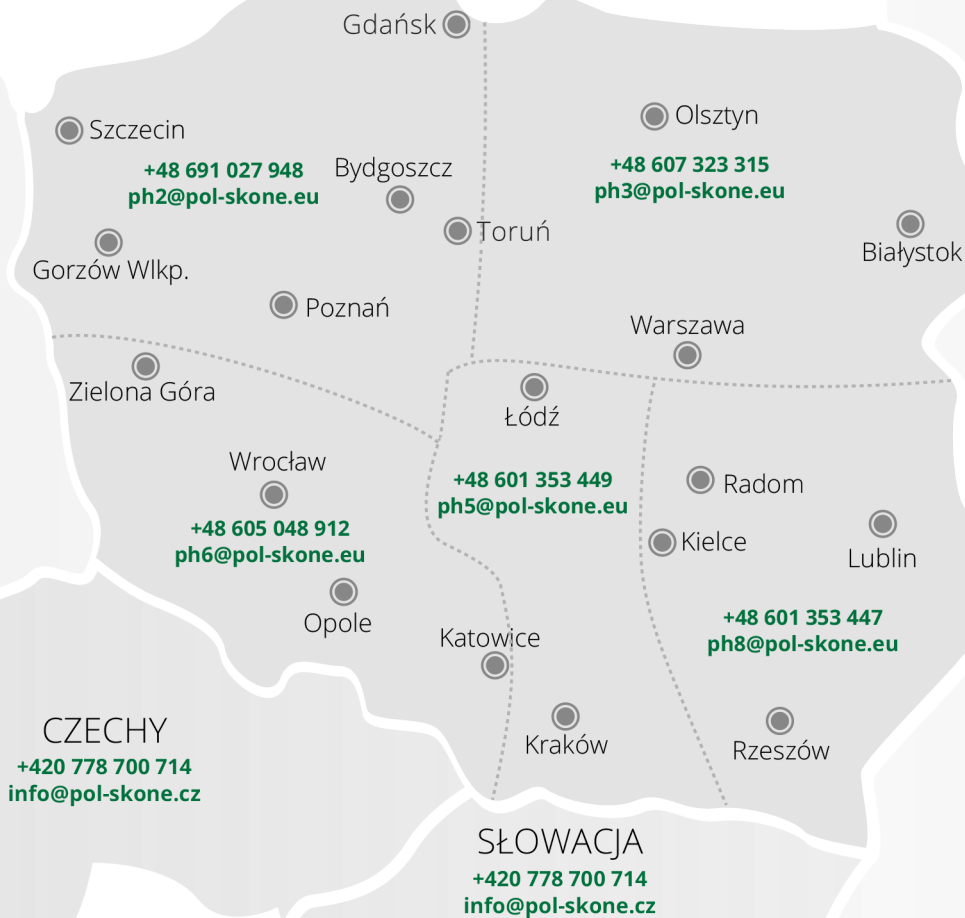 Gdańsk
Szczecin
Olsztyn
+48 691 027 948
ph2@pol-skone.eu
Bydgoszcz
+48 607 323 315
ph3@pol-skone.eu
Toruń
Białystok
Gorzów Wlkp.
Poznań
Warszawa
Zielona Góra
Łódź
Wrocław
+48 601 353 449
ph5@pol-skone.eu
Radom
+48 605 048 912
ph6@pol-skone.eu
Kielce
Lublin
Opole
+48 601 353 447
ph8@pol-skone.eu
Katowice
Kraków
Rzeszów
CZECHY
+420 778 700 714
info@pol-skone.cz
SŁOWACJA
+420 778 700 714
info@pol-skone.cz